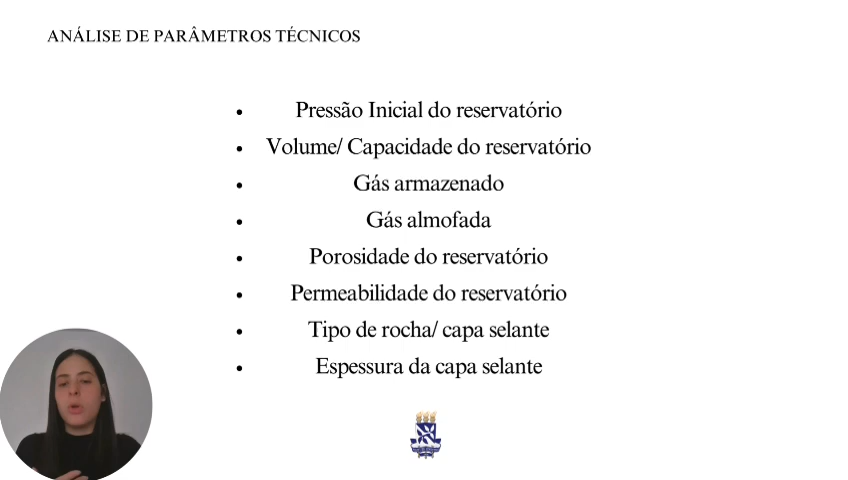 ANÁLISE DE PARÂMETROS TÉCNICOS
Pressão Inicial do reservatório
Volume/ Capacidade do reservatório
Gás armazenado
Gás almofada
Porosidade do reservatório
Permeabilidade do reservatório
Tipo de rocha/ capa selante
Espessura da capa selante